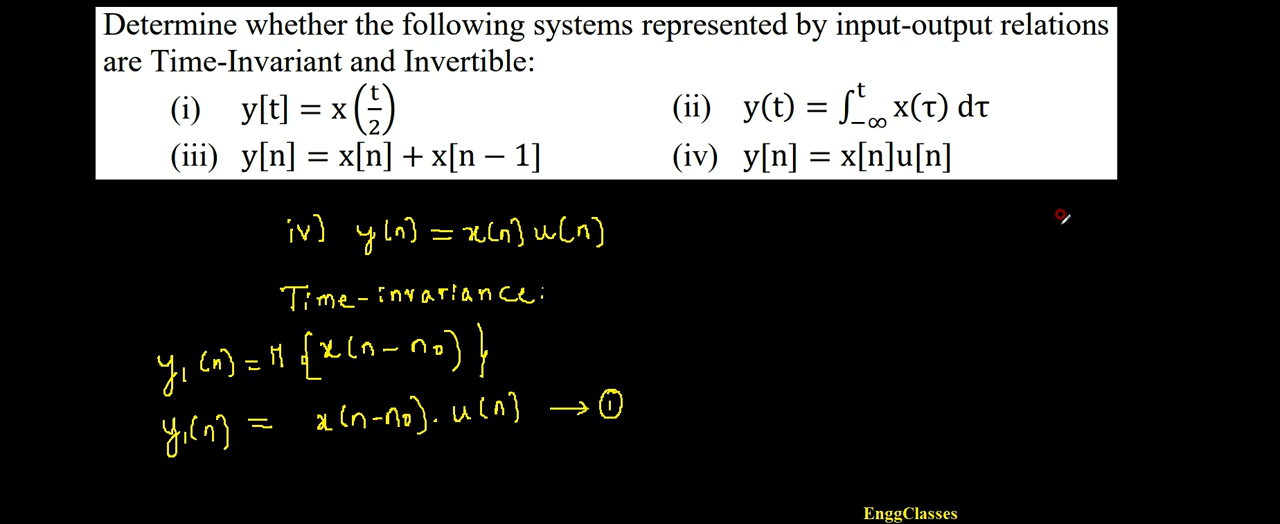 Determine whether the following systems represented by input-output relations
are Time-Invariant and Invertible:
(i) y[t] = x(t/2) (ii) y(t) = ∫_{-∞}^{t} x(τ) dτ
(iii) y[n] = x[n] + x[n − 1] (iv) y[n] = x[n]u[n]
iv) y[n] = x[n] u[n]
Time-invariance:
y₁[n] = H {x(n-n₀)}
y₁[n] = x(n-n₀). u[n] → ①
EnggClasses